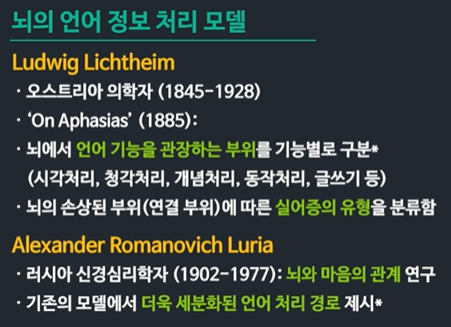 뇌의 언어 정보 처리 모델
Ludwig Lichtheim
· 오스트리아 의학자 (1845-1928)
· ‘On Aphasias’ (1885):
· 뇌에서 언어 기능을 관장하는 부위를 기능별로 구분*
(시각처리, 청각처리, 개념처리, 동작처리, 글쓰기 등)
· 뇌의 손상된 부위(연결 부위)에 따른 실어증의 유형을 분류함
Alexander Romanovich Luria
· 러시아 신경심리학자 (1902-1977): 뇌와 마음의 관계 연구
· 기존의 모델에서 더욱 세분화된 언어 처리 경로 제시*